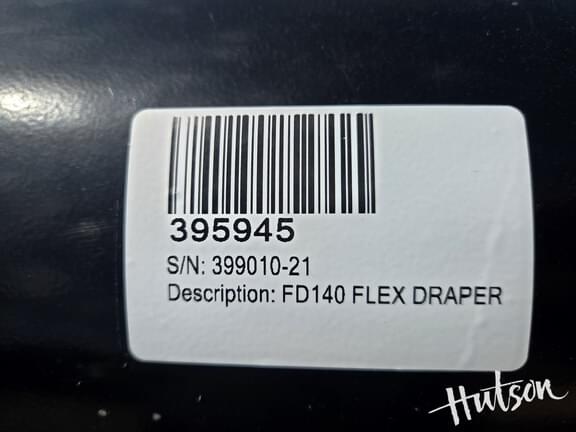 395945
S/N: 399010-21
Description: FD140 FLEX DRAPER
Hutson